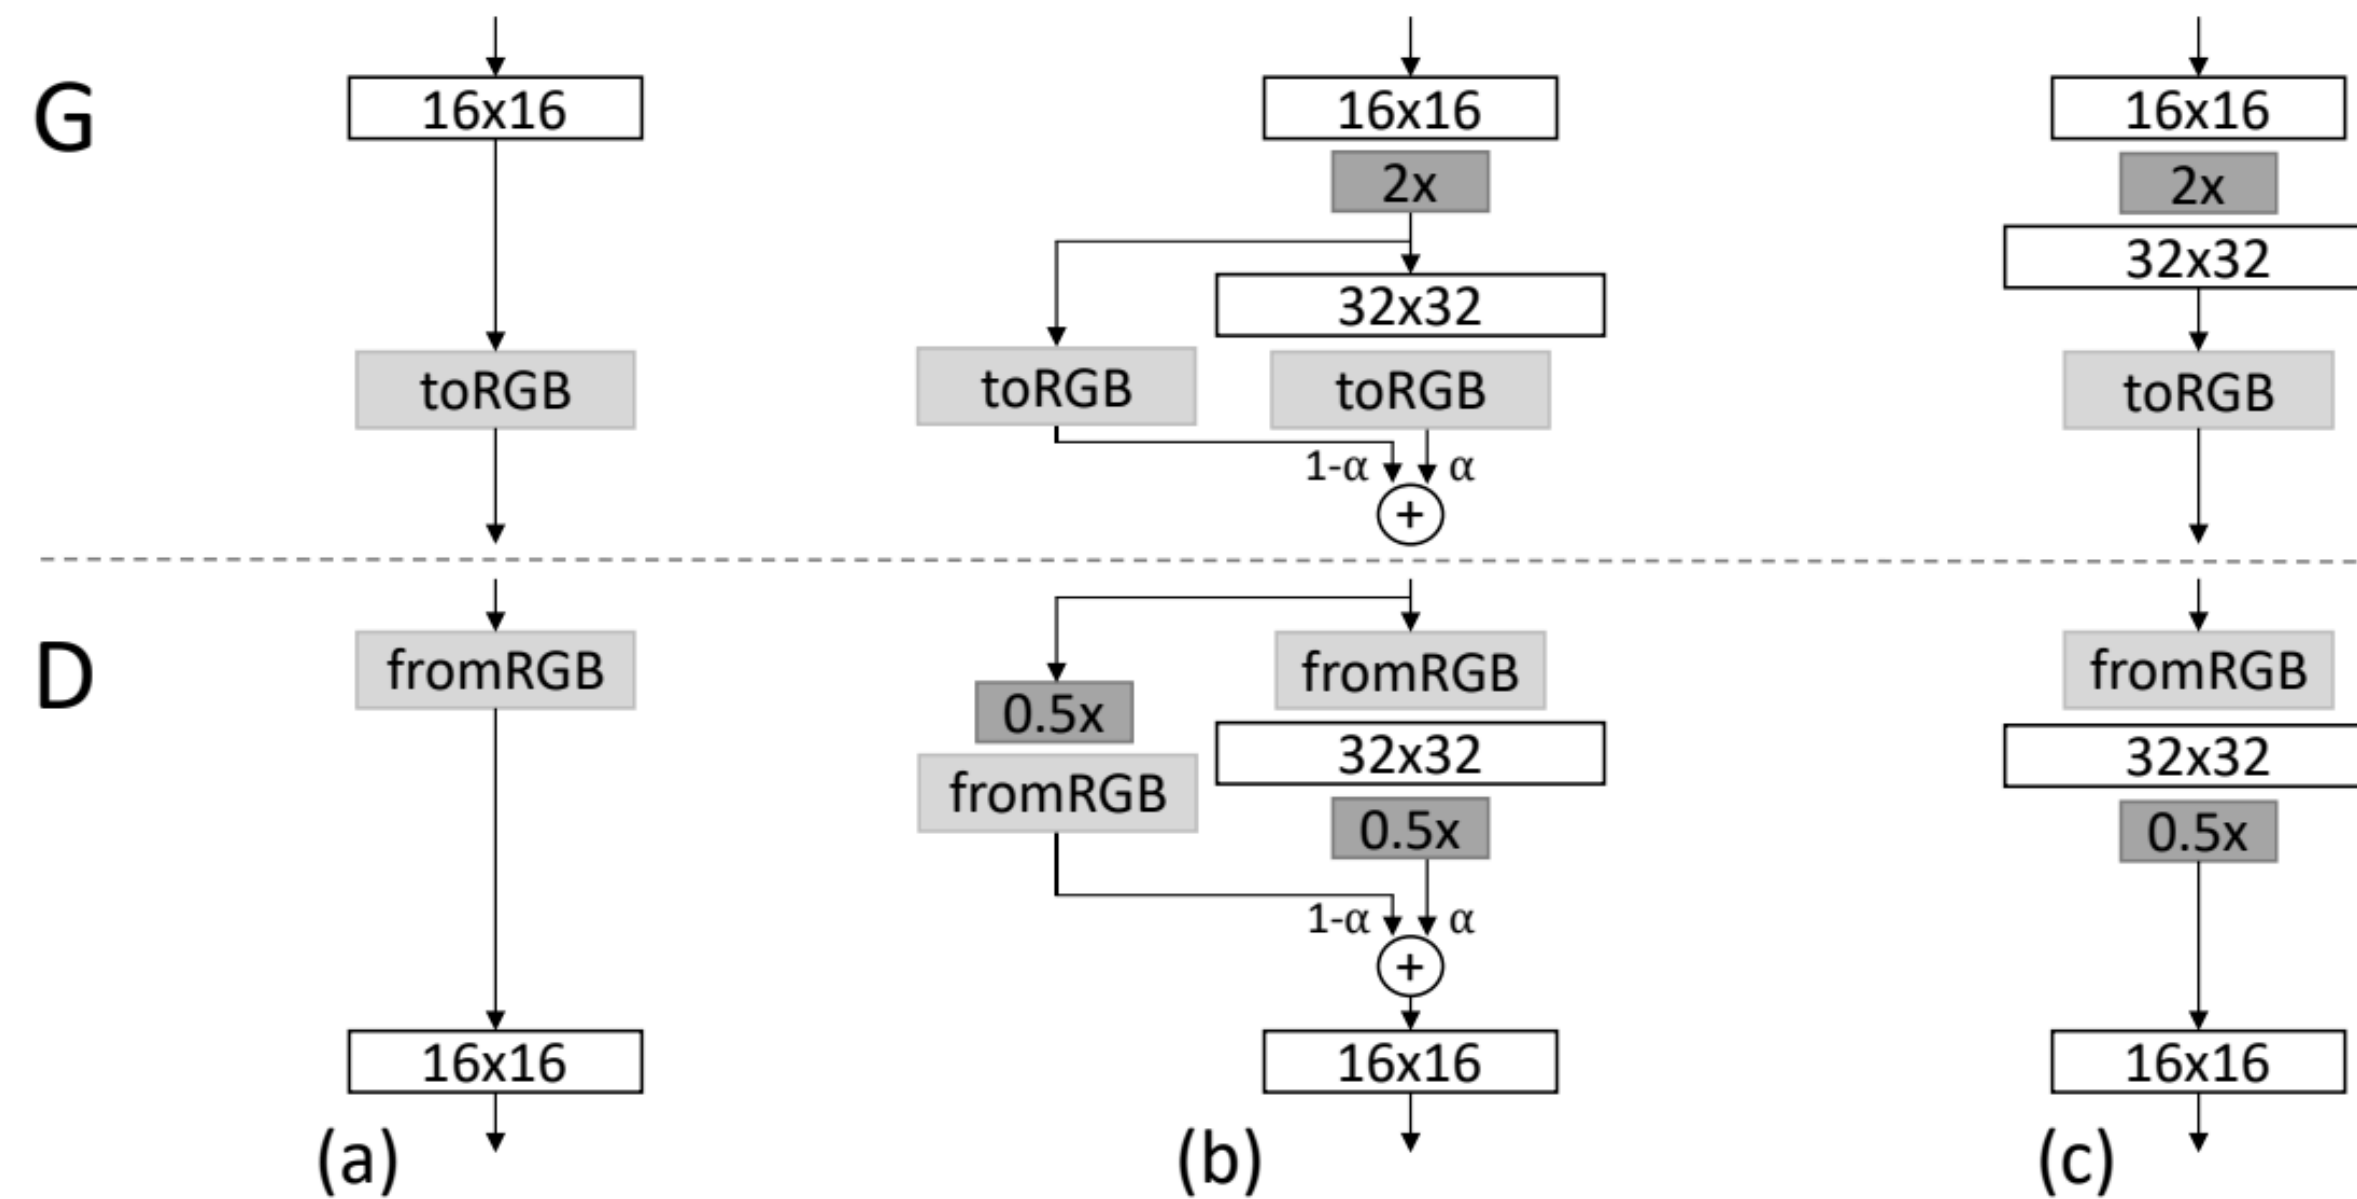 G
16x16
toRGB
16x16
2x
32x32
toRGB
toRGB
1-α
α
+
16x16
2x
32x32
toRGB
D
fromRGB
16x16
(a)
fromRGB
0.5x
32x32
fromRGB
0.5x
1-α
α
+
16x16
(b)
fromRGB
32x32
0.5x
16x16
(c)